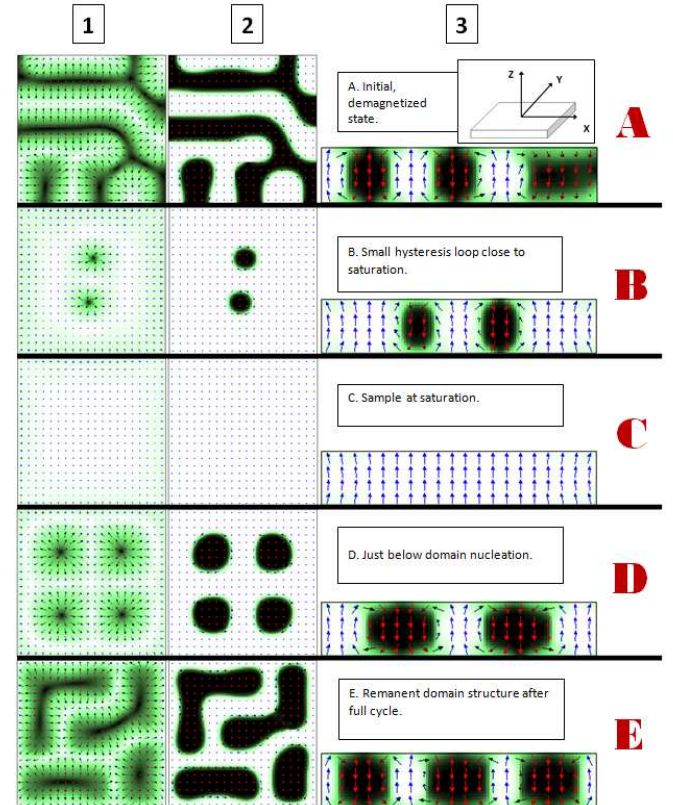 1
2
3
A. Initial,
demagnetized
state.
Z
Y
X
A
B. Small hysteresis loop close to
saturation.
B
C. Sample at saturation.
C
D. Just below domain nucleation.
D
E. Remanent domain structure after
full cycle.
E